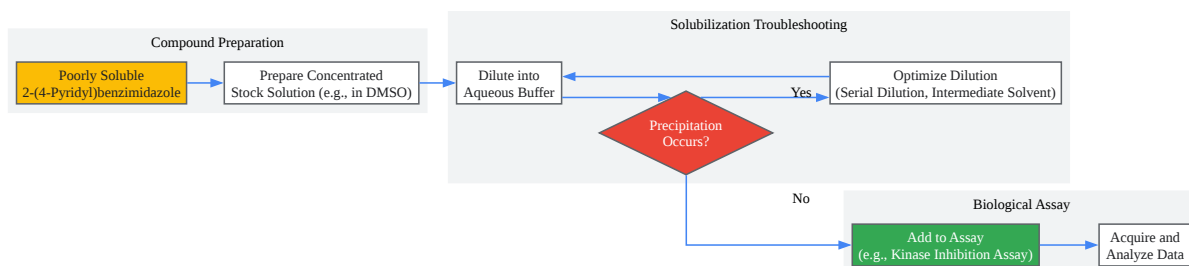 Compound Preparation
Poorly Soluble
2-(4-Pyridyl)benzimidazole
Prepare Concentrated
Stock Solution (e.g., in DMSO)
Solubilization Troubleshooting
Dilute into
Aqueous Buffer
Precipitation
Occurs?
Yes
Optimize Dilution
(Serial Dilution, Intermediate Solvent)
No
Biological Assay
Add to Assay
(e.g., Kinase Inhibition Assay)
Acquire and
Analyze Data